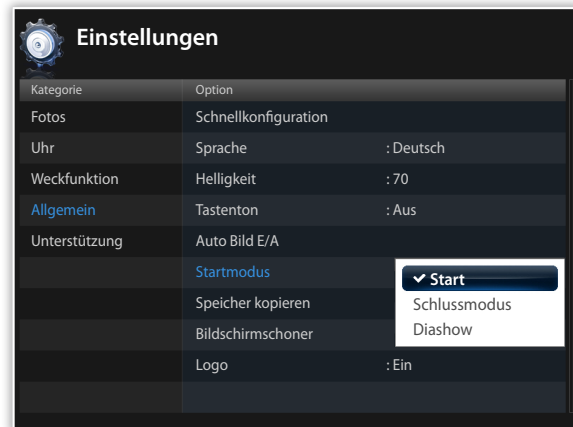 Einstellungen
Kategorie Option
Fotos Schnellkonfiguration
Uhr Sprache : Deutsch
Weckfunktion Helligkeit : 70
Allgemein Tastenton : Aus
Unterstützung Auto Bild E/A
Startmodus Start
Speicher kopieren Schlussmodus
Bildschirmschoner Diashow
Logo : Ein